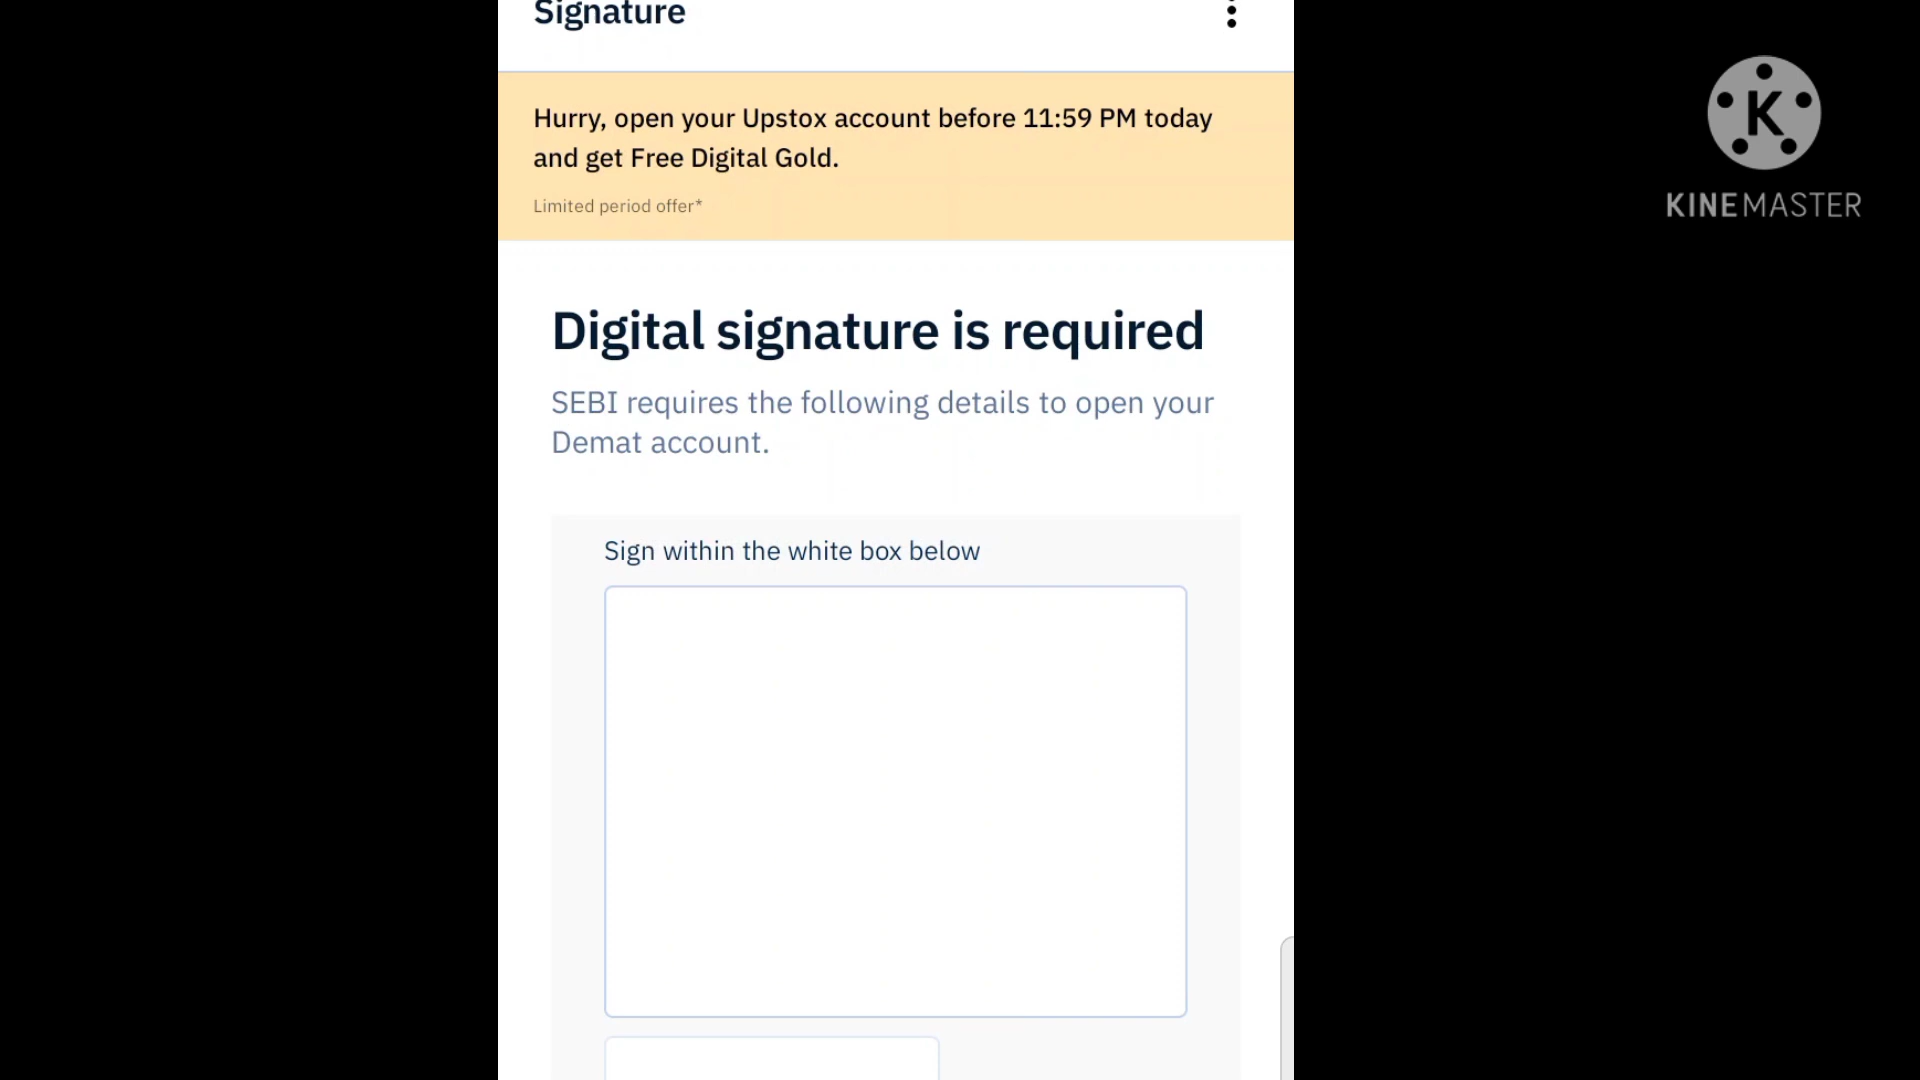 Signature
Hurry, open your Upstox account before 11:59 PM today
and get Free Digital Gold.
Limited period offer*
Digital signature is required
SEBI requires the following details to open your
Demat account.
Sign within the white box below
K
KINEMASTER